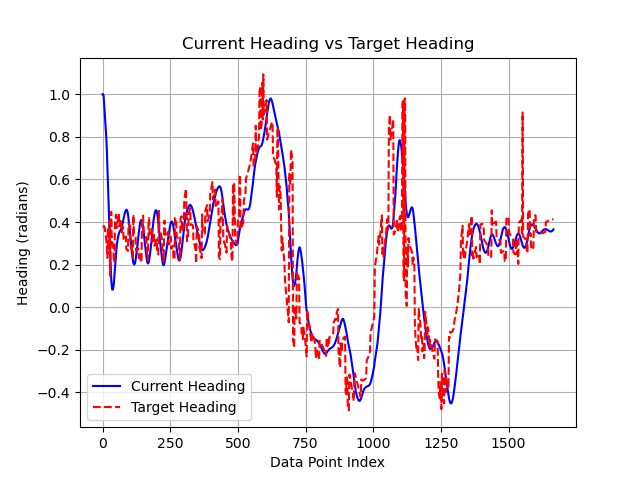 Current Heading vs Target Heading
Heading (radians)
1.0
0.8
0.6
0.4
0.2
0.0
−0.2
−0.4
Current Heading
Target Heading
0 250 500 750 1000 1250 1500
Data Point Index